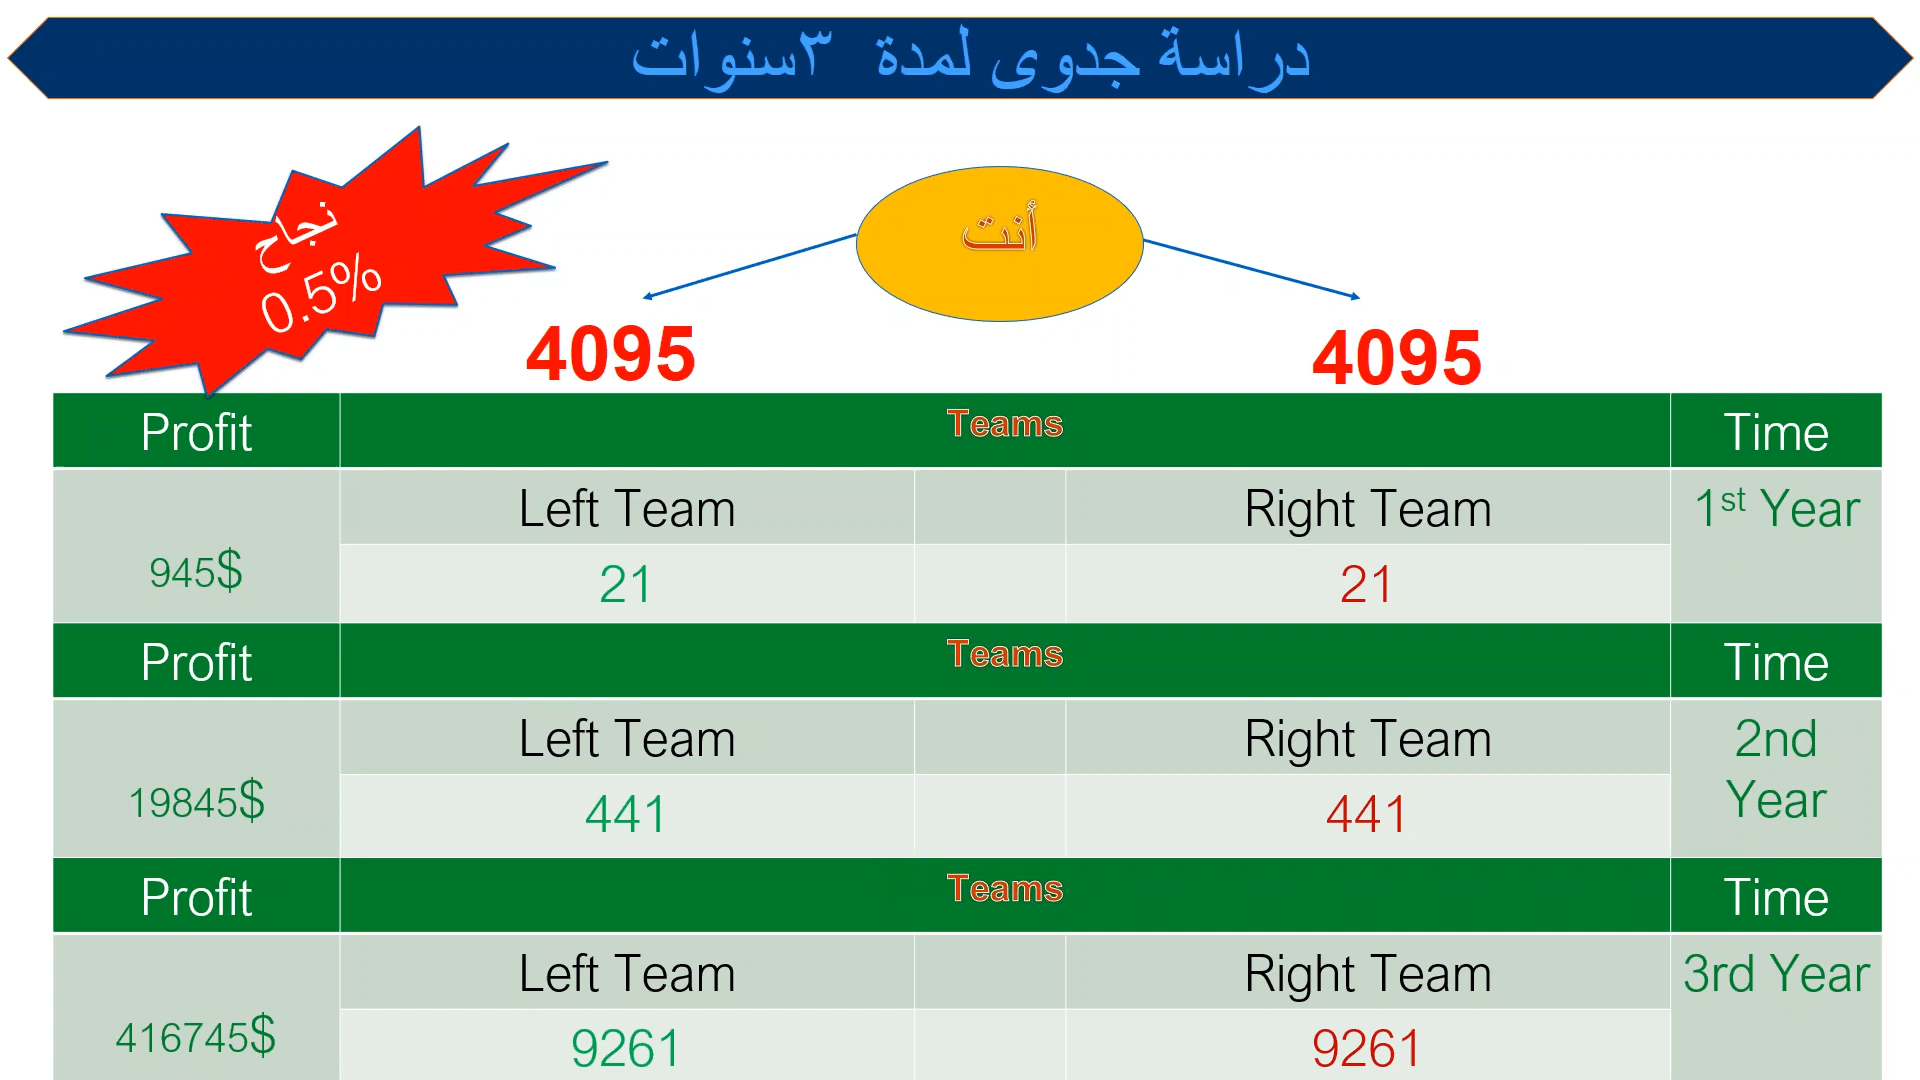 دراسة جدوى لمدة ٣سنوات
نجاح
0.5%
أنت
4095 4095
Profit Teams Time
Left Team Right Team 1st Year
945$ 21 21
Profit Teams Time
Left Team Right Team 2nd
Year
19845$ 441 441
Profit Teams Time
Left Team Right Team 3rd Year
416745$ 9261 9261